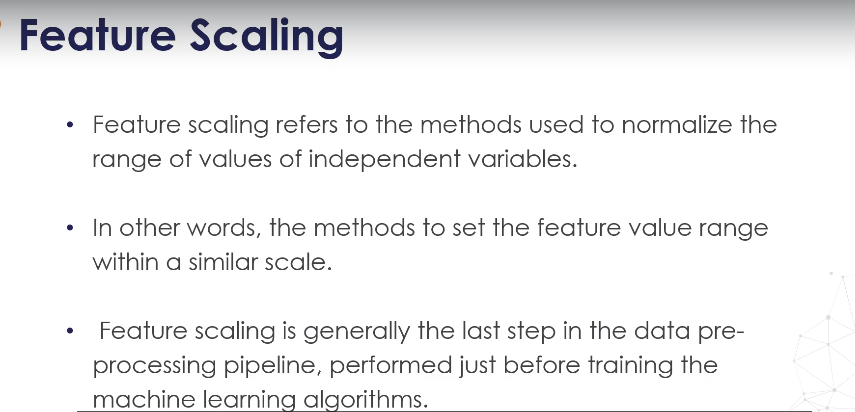 Feature Scaling
• Feature scaling refers to the methods used to normalize the
range of values of independent variables.
• In other words, the methods to set the feature value range
within a similar scale.
• Feature scaling is generally the last step in the data pre-
processing pipeline, performed just before training the
machine learning algorithms.